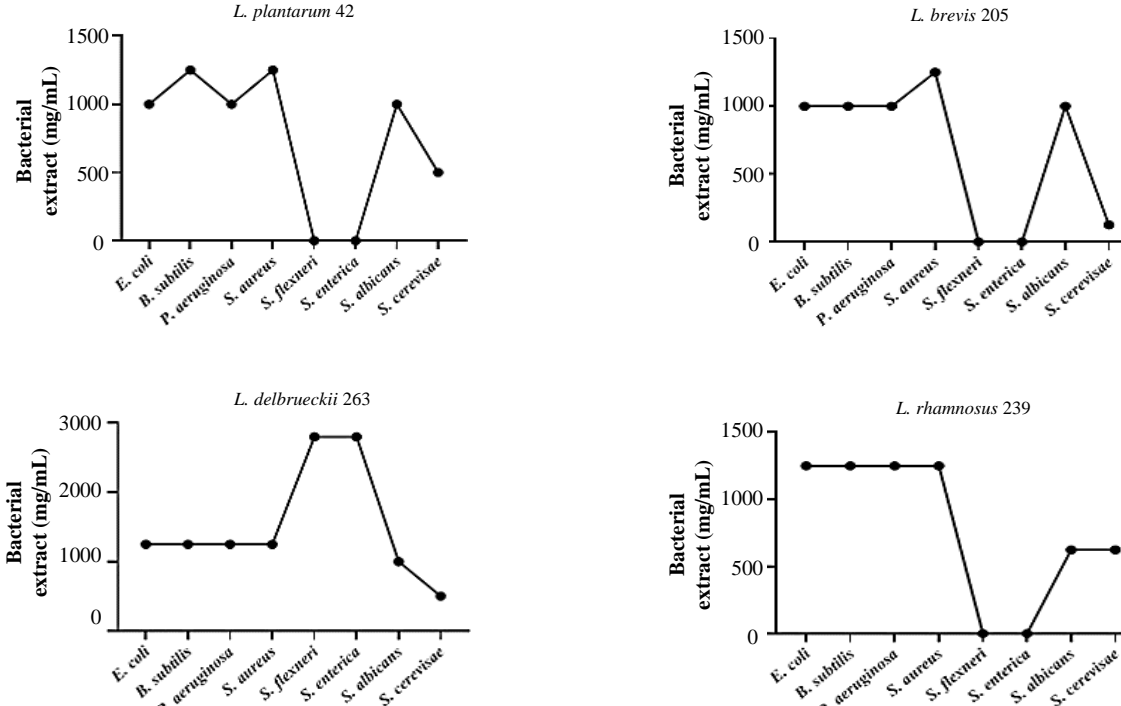 L. plantarum 42
Bacterial
extract (mg/mL)
1500
1000
500
0
E. coli
B. subtilis
P. aeruginosa
S. aureus
S. flexneri
S. enterica
S. albicans
S. cerevisae
L. brevis 205
Bacterial
extract (mg/mL)
1500
1000
500
0
E. coli
B. subtilis
P. aeruginosa
S. aureus
S. flexneri
S. enterica
S. albicans
S. cerevisae
L. delbrueckii 263
Bacterial
extract (mg/mL)
3000
2000
1000
0
E. coli
B. subtilis
P. aeruginosa
S. aureus
S. flexneri
S. enterica
S. albicans
S. cerevisae
L. rhamnosus 239
Bacterial
extract (mg/mL)
1500
1000
500
0
E. coli
B. subtilis
P. aeruginosa
S. aureus
S. flexneri
S. enterica
S. albicans
S. cerevisae